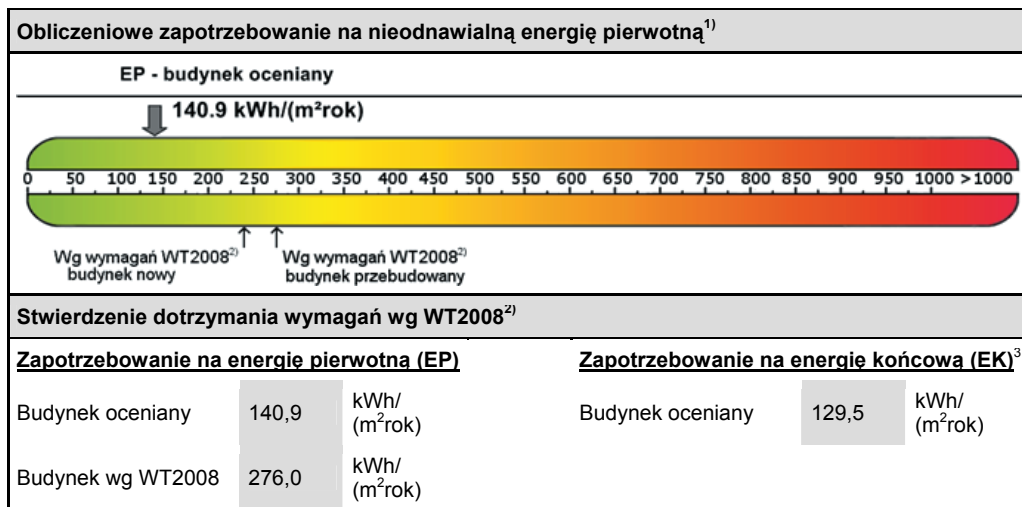 Obliczeniowe zapotrzebowanie na nieodnawialną energię pierwotną¹⁾
EP - budynek oceniany
140.9 kWh/(m²rok)
0 50 100 150 200 250 300 350 400 450 500 550 600 650 700 750 800 850 900 950 1000 >1000
Wg wymagań WT2008²⁾
budynek nowy
Wg wymagań WT2008²⁾
budynek przebudowany
Stwierdzenie dotrzymania wymagań wg WT2008²⁾
Zapotrzebowanie na energię pierwotną (EP)
Budynek oceniany 140,9 kWh/
(m²rok)
Budynek wg WT2008 276,0 kWh/
(m²rok)
Zapotrzebowanie na energię końcową (EK)³
Budynek oceniany 129,5 kWh/
(m²rok)